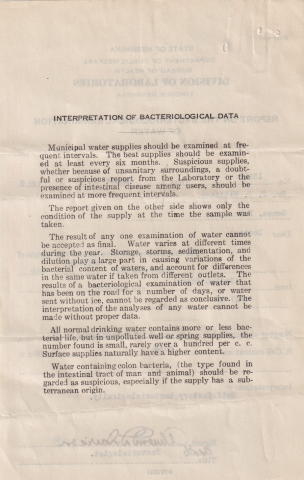 INTERPRETATION OF BACTERIOLOGICAL DATA
Municipal water supplies should be examined at fre-
quent intervals. The best supplies should be examin-
ed at least every six months. Suspicious supplies,
whether because of unsanitary surroundings, a doubt-
ful or suspicious report from the Laboratory or the
presence of intestinal disease among users, should be
examined at more frequent intervals.
The report given on the other side shows only the
condition of the supply at the time the sample was
taken.
The result of any one examination of water cannot
be accepted as final. Water varies at different times
during the year. Storage, storms, sedimentation, and
dilution play a large part in causing variations of the
bacterial content of waters, and account for differences
in the same water if taken from different outlets. The
results of a bacteriological examination of water that
has been on the road for a number of days, or water
sent without ice, cannot be regarded as conclusive. The
interpretation of the analyses of any water cannot be
made without proper data.
All normal drinking water contains more or less bac-
terial life, but in unpolluted well or spring supplies, the
number found is small, rarely over a hundred per c. c.
Surface supplies naturally have a higher content.
Water containing colon bacteria, (the type found in
the intestinal tract of man and animal) should be re-
garded as suspicious, especially if the supply has a sub-
terranean origin.